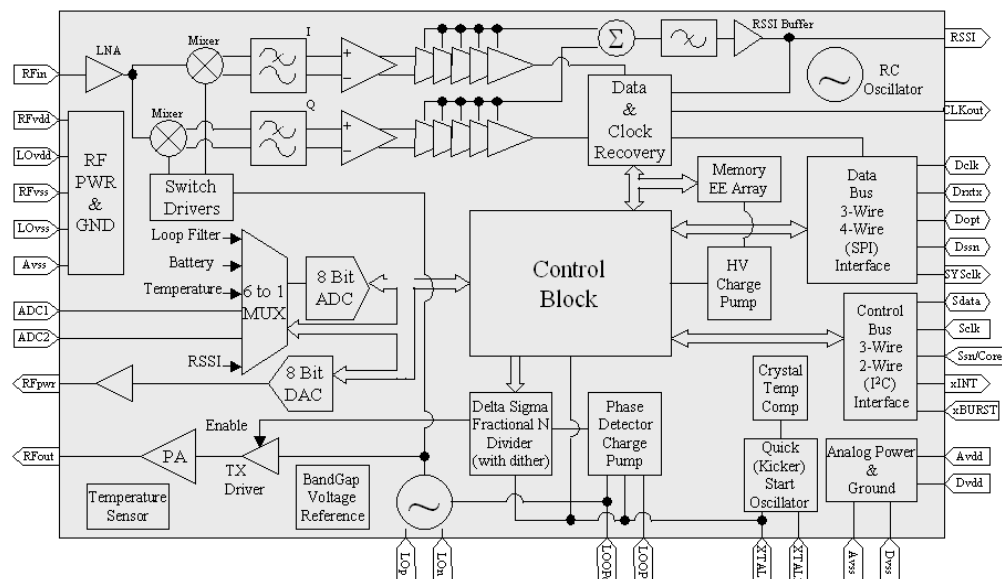 RSSI Buffer
RSSI
LNA
Mixer
I
Σ
RFin
RC
Oscillator
Data
&
Clock
Recovery
CLKout
Mixer
Q
RFvdd
LOvdd
RFvss
LOvss
Avss
RF
PWR
&
GND
Switch
Drivers
Memory
EE Array
Data
Bus
3-Wire
4-Wire
(SPI)
Interface
Dclk
Drxtx
Dopt
Dssn
SYSclk
Loop Filter
Battery
Temperature
6 to 1
MUX
8 Bit
ADC
Control
Block
HV
Charge
Pump
ADC1
ADC2
RSSI
8 Bit
DAC
RFpwr
Control
Bus
3-Wire
2-Wire
(I²C)
Interface
Sdata
Sclk
Ssn/Core
xINT
xBURST
Crystal
Temp
Comp
Delta Sigma
Fractional N
Divider
(with dither)
Phase
Detector
Charge
Pump
Quick
(Kicker)
Start
Oscillator
Analog Power
&
Ground
Avdd
Dvdd
Enable
RFout
PA
TX
Driver
Temperature
Sensor
BandGap
Voltage
Reference
LOp
LOn
LOOP
XTAL
Avss
Dvss